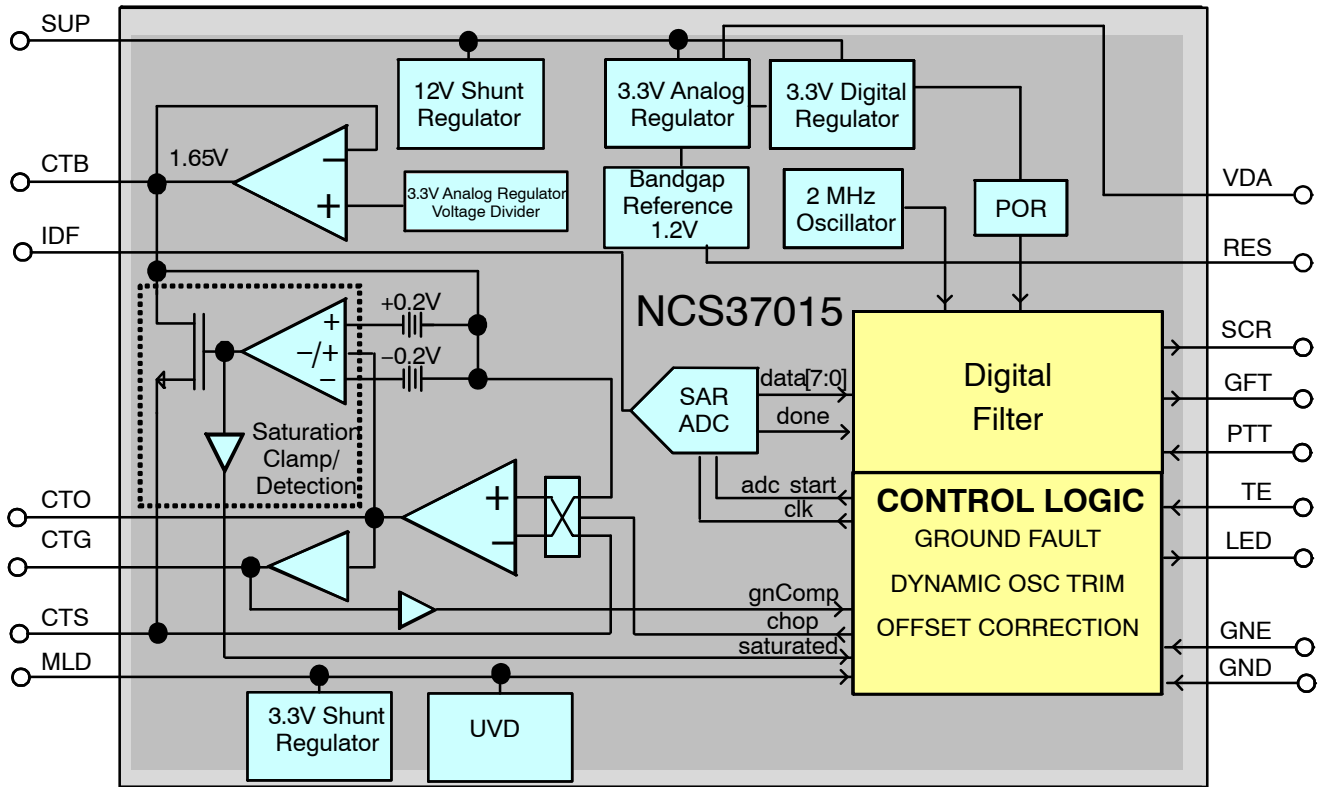 SUP
12V Shunt
Regulator
3.3V Analog
Regulator
3.3V Digital
Regulator
CTB
1.65V
−
+
3.3V Analog Regulator
Voltage Divider
Bandgap
Reference
1.2V
2 MHz
Oscillator
POR
VDA
IDF
RES
NCS37015
+0.2V
+
−/+
−0.2V
−
Saturation
Clamp/
Detection
SAR
ADC
data[7:0]
done
adc_start
clk
Digital
Filter
SCR
GFT
PTT
CTO
+
−
CTG
CONTROL LOGIC
GROUND FAULT
DYNAMIC OSC TRIM
OFFSET CORRECTION
TE
LED
gnComp
chop
saturated
CTS
GNE
MLD
GND
3.3V Shunt
Regulator
UVD